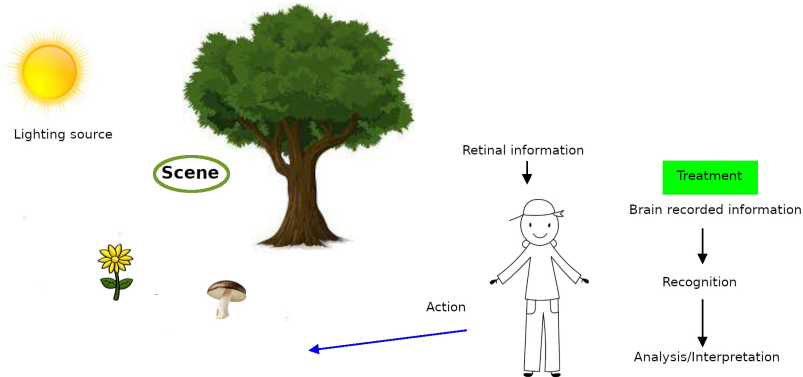 Lighting source
Scene
Retinal information
Treatment
Brain recorded information
Recognition
Action
Analysis/Interpretation